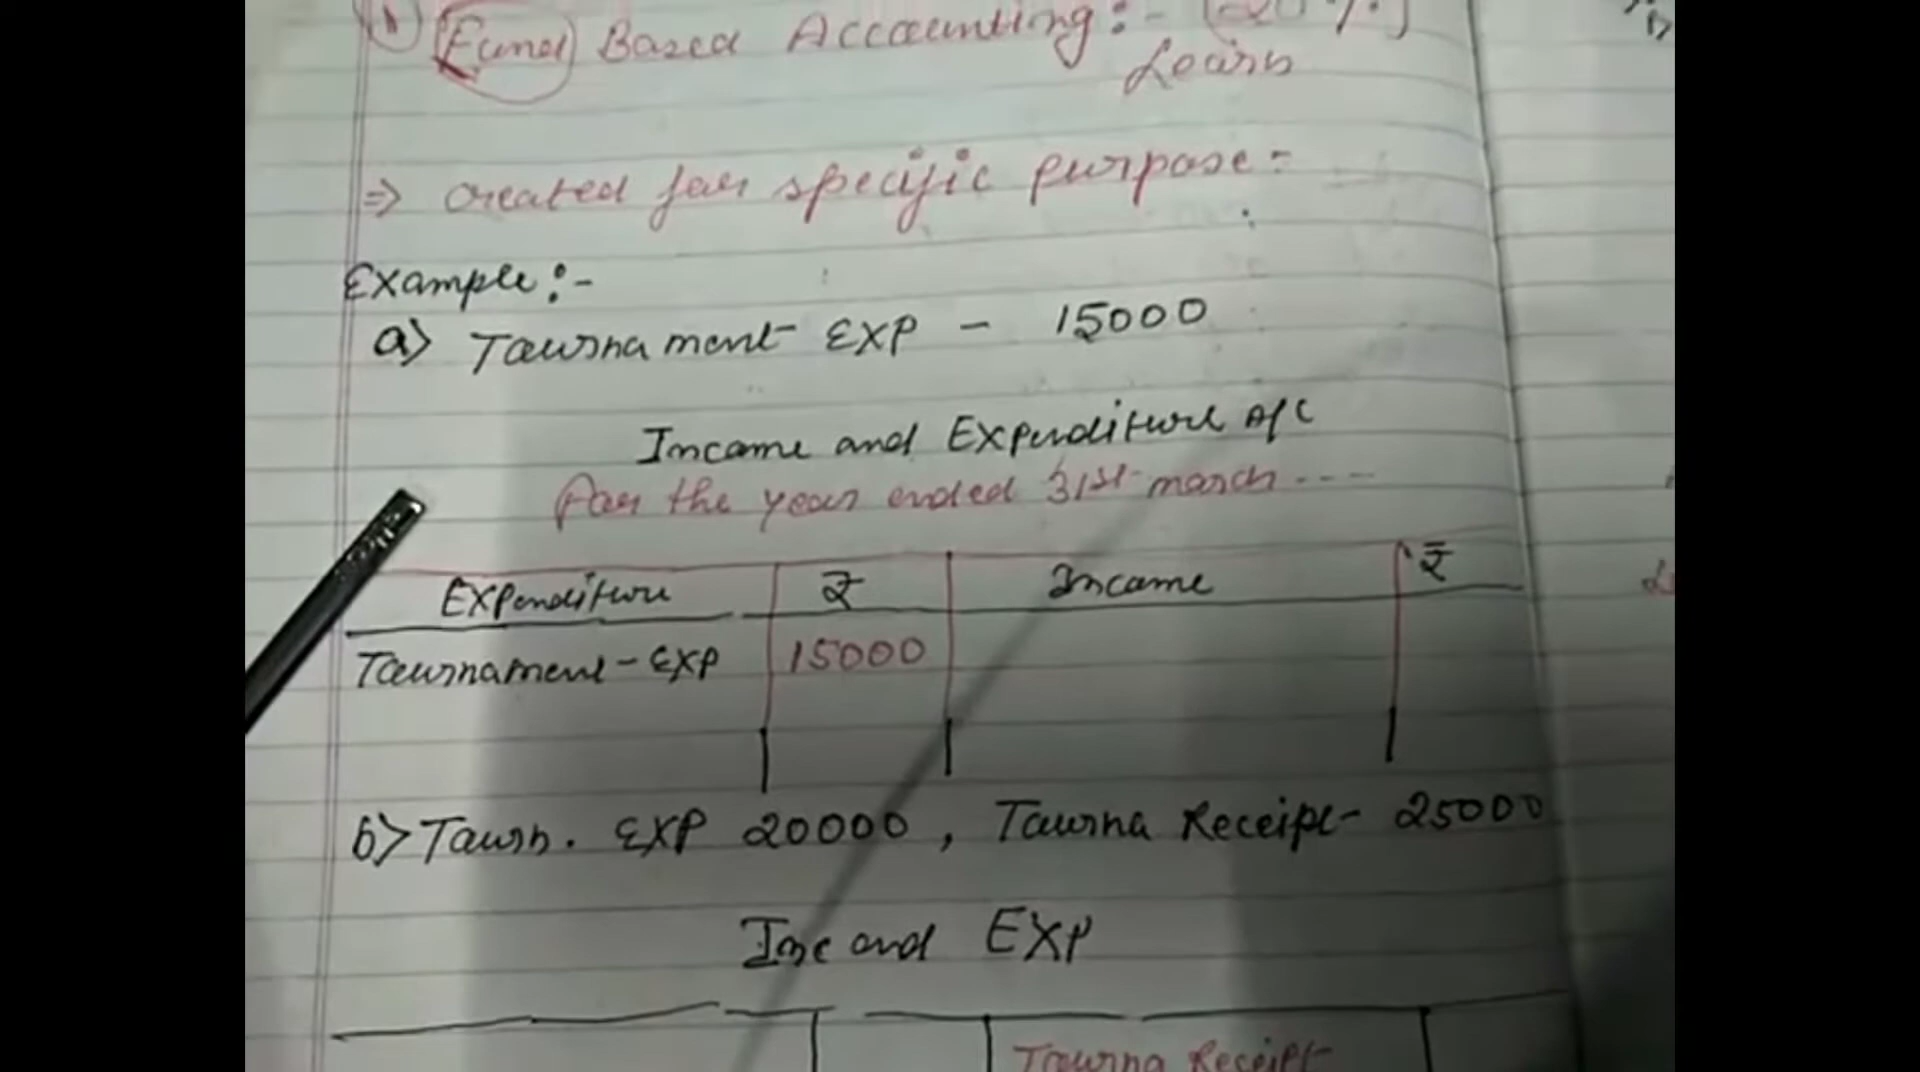 1) Fund Based Accounting :-
Learn
⇒ Created for specific purpose :-
Example :-
a) Tournament EXP - 15000
Income and Expenditure A/C
For the year ended 31st march ....
Expenditure ₹ Income ₹
Tournament - EXP 15000
b) Tourn. EXP 20000, Tourna Receipt - 25000
Inc and EXP
Tourna Receipt